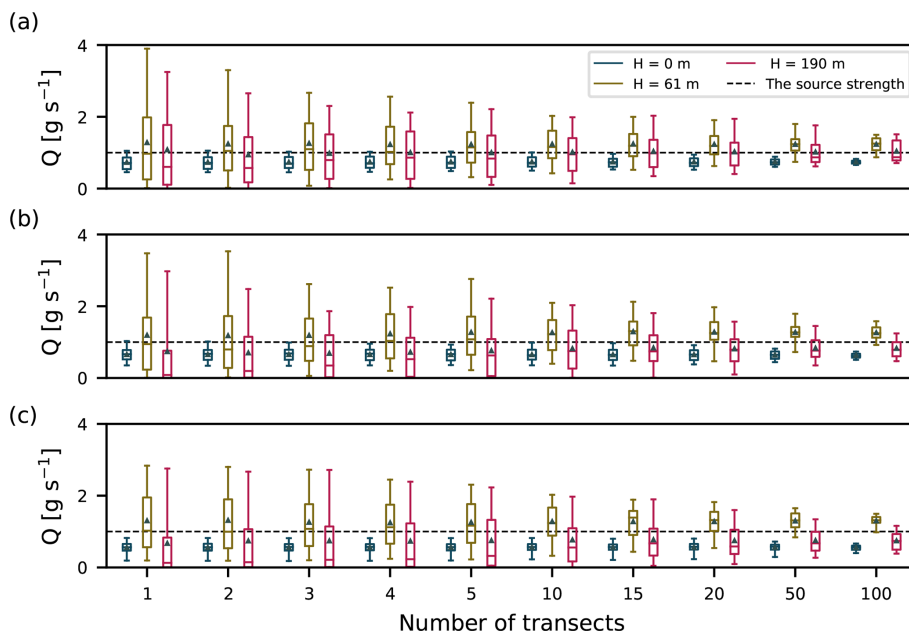 (a)
4
2
0
Q [g s⁻¹]
H = 0 m
H = 61 m
H = 190 m
The source strength
(b)
4
2
0
Q [g s⁻¹]
(c)
4
2
0
Q [g s⁻¹]
1 2 3 4 5 10 15 20 50 100
Number of transects